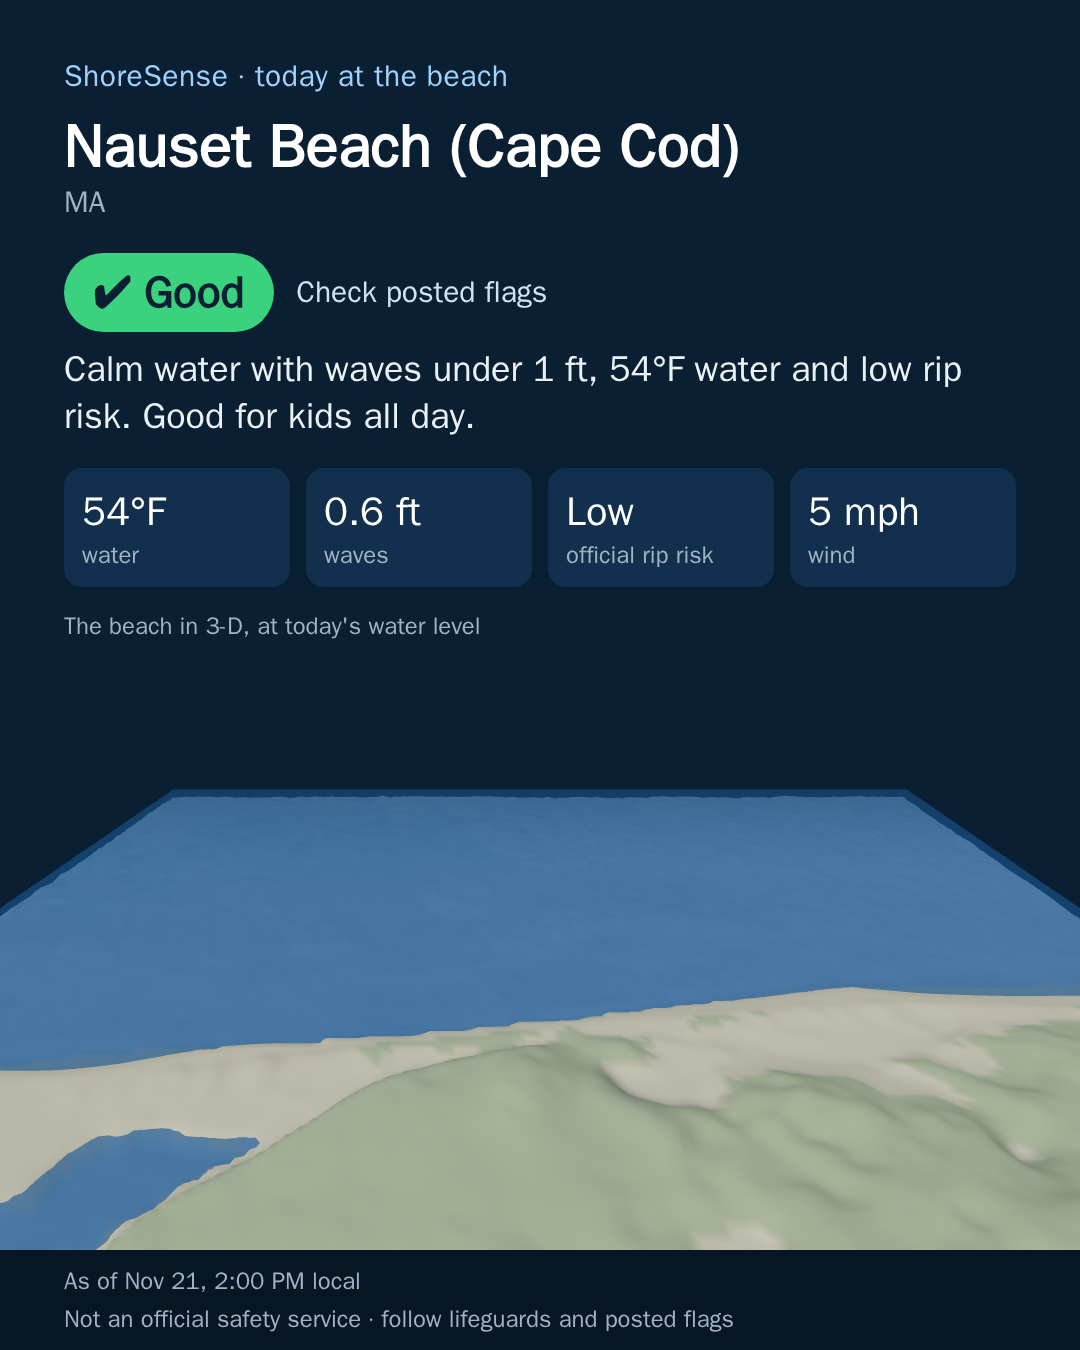 ShoreSense · today at the beach
Nauset Beach (Cape Cod)
MA
✔ Good
Check posted flags
Calm water with waves under 1 ft, 54°F water and low rip
risk. Good for kids all day.
54°F
water
0.6 ft
waves
Low
official rip risk
5 mph
wind
The beach in 3-D, at today's water level
As of Nov 21, 2:00 PM local
Not an official safety service · follow lifeguards and posted flags